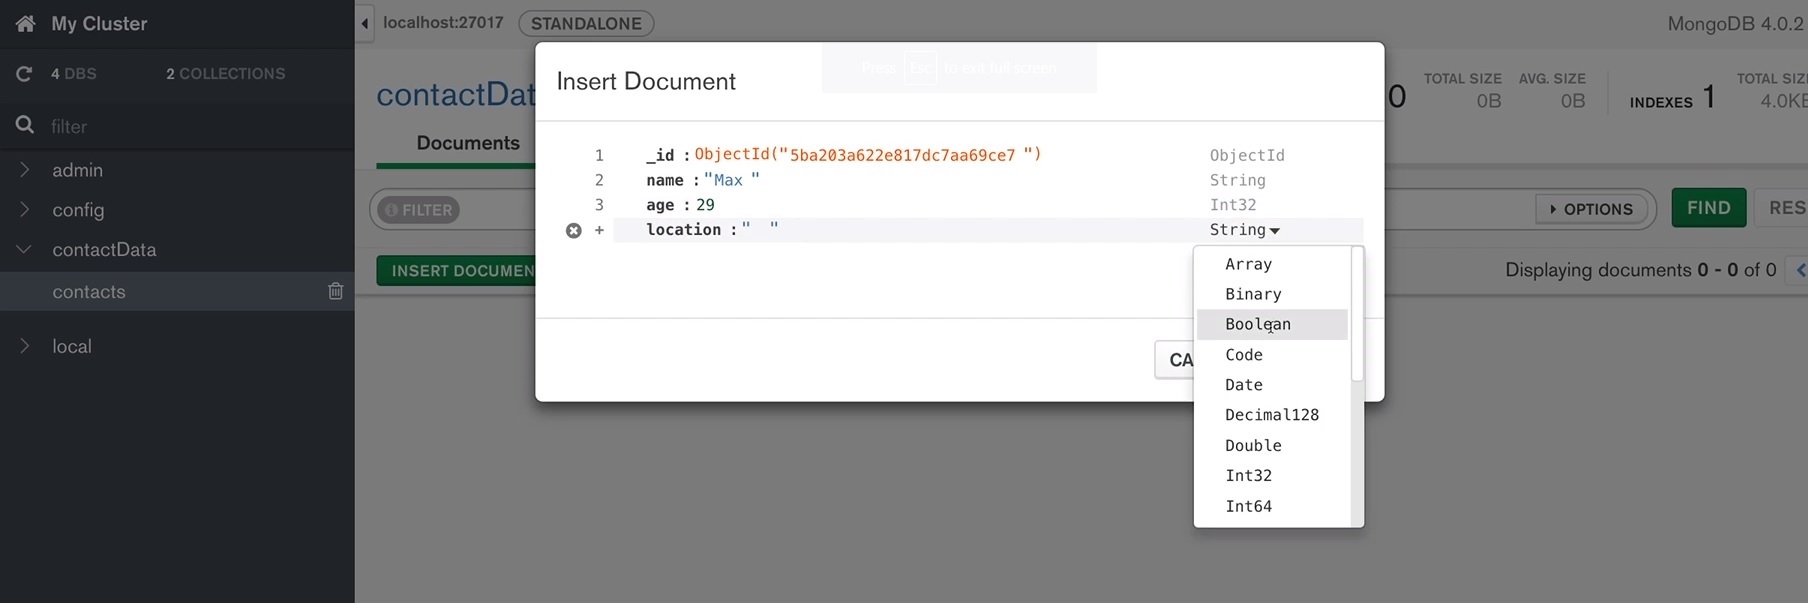 My Cluster
localhost:27017 STANDALONE
MongoDB 4.0.2
4 DBS 2 COLLECTIONS
filter
admin
config
contactData
contacts
local
contactDat
Documents
0 TOTAL SIZE 0B AVG. SIZE 0B INDEXES 1 TOTAL SIZE 4.0KB
FILTER
OPTIONS FIND RES
INSERT DOCUMEN
Displaying documents 0 - 0 of 0
Press Esc to exit full screen
Insert Document
1 _id : ObjectId("5ba203a622e817dc7aa69ce7 ") ObjectId
2 name : "Max " String
3 age : 29 Int32
+ location : " " String
Array
Binary
Boolean
Code
Date
Decimal128
Double
Int32
Int64
CA